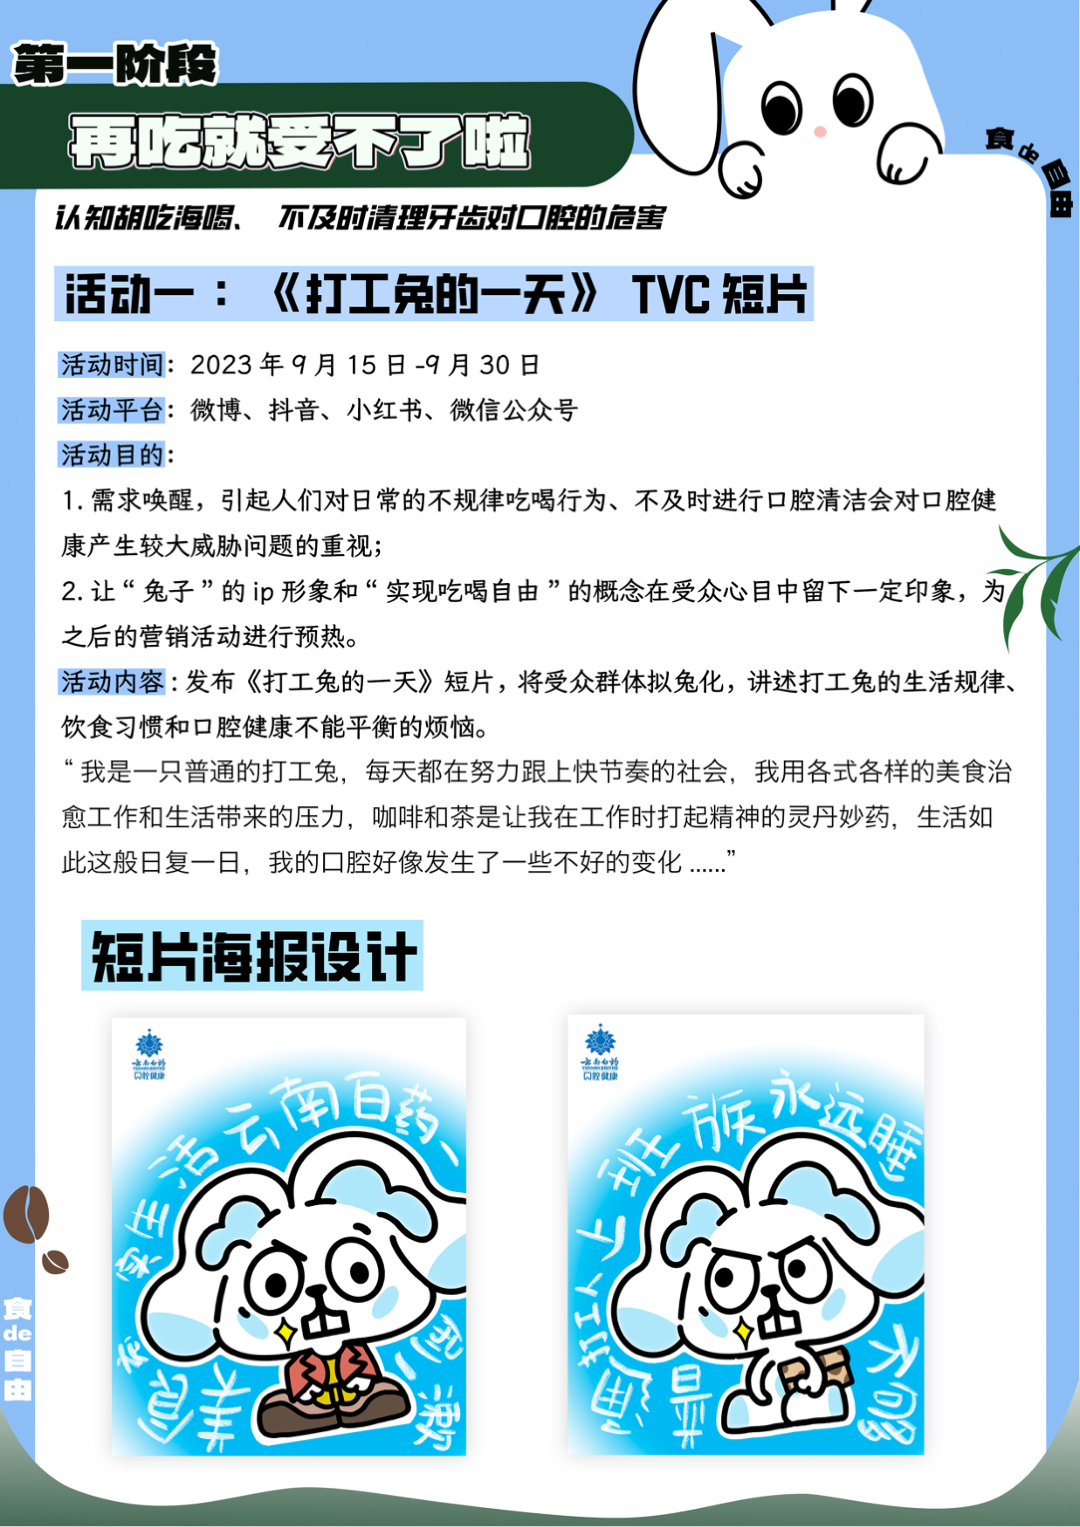 第一阶段
再吃就受不了啦
食de自由
认知胡吃海喝、 不及时清理牙齿对口腔的危害
活动一：《打工兔的一天》 TVC 短片
活动时间：2023 年 9 月 15 日 -9 月 30 日
活动平台：微博、抖音、小红书、微信公众号
活动目的：
1. 需求唤醒，引起人们对日常的不规律吃喝行为、不及时进行口腔清洁会对口腔健
康产生较大威胁问题的重视；
2. 让 “ 兔子 ” 的 ip 形象和 “ 实现吃喝自由 ” 的概念在受众心目中留下一定印象，为
之后的营销活动进行预热。
活动内容：发布《打工兔的一天》短片，将受众群体拟兔化，讲述打工兔的生活规律、
饮食习惯和口腔健康不能平衡的烦恼。
“ 我是一只普通的打工兔，每天都在努力跟上快节奏的社会，我用各式各样的美食治
愈工作和生活带来的压力，咖啡和茶是让我在工作时打起精神的灵丹妙药，生活如
此这般日复一日，我的口腔好像发生了一些不好的变化 ......”
短片海报设计
云南白药
口腔健康
生活云南白药
美食
云南白药
口腔健康
打工人上班族永远睡
不够
食de自由